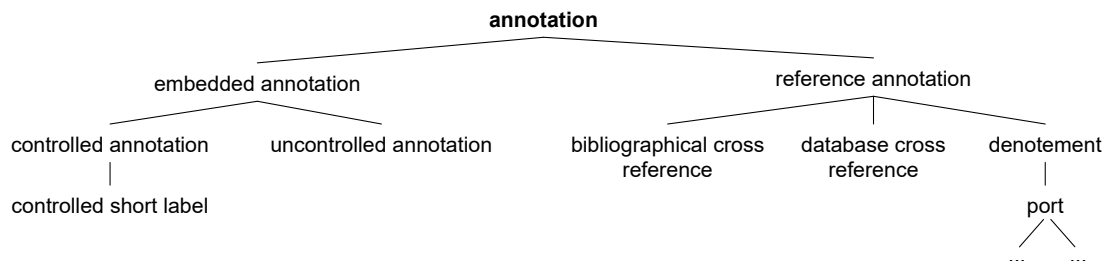 annotation
embedded annotation
reference annotation
controlled annotation
uncontrolled annotation
bibliographical cross
reference
database cross
reference
denotement
controlled short label
port
... ...